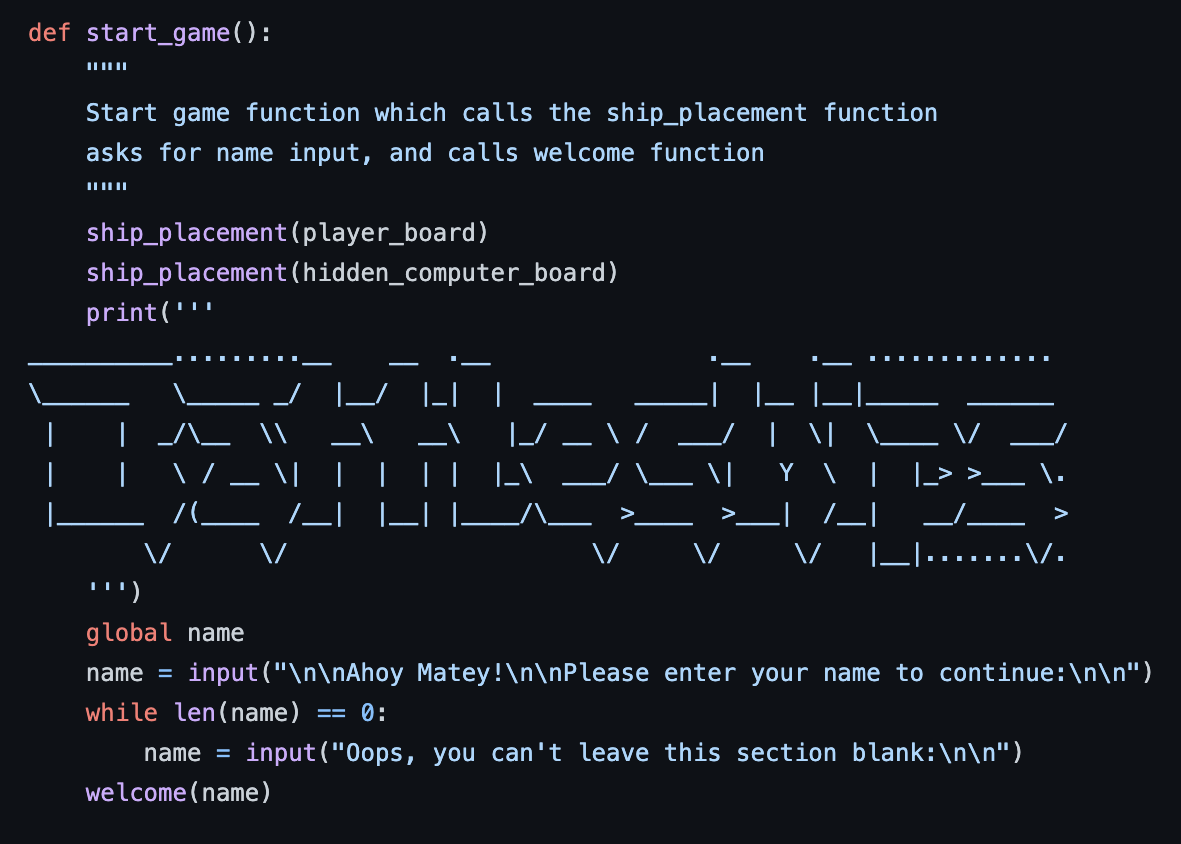 def start_game():
    """
    Start game function which calls the ship_placement function
    asks for name input, and calls welcome function
    """
    ship_placement(player_board)
    ship_placement(hidden_computer_board)
    print('''
__________.........__    __  .__               .__    .__ .............
\______   \_____ _/  |__/  |_|  |  ____   _____|  |__ |__|_____  ______
 |    |  _/\__  \\   __\   __\   |_/ __ \ /  ___/  |  \|  \____ \/  ___/
 |    |   \ / __ \|  |  |  | |  |_\  ___/ \___ \|   Y  \  |  |_> >___ \.
 |______  /(____  /__|  |__| |____/\___  >____  >___|  /__|   __/____  >
        \/      \/                     \/     \/     \/   |__|.......\/.
    ''')
    global name
    name = input("\n\nAhoy Matey!\n\nPlease enter your name to continue:\n\n")
    while len(name) == 0:
        name = input("Oops, you can't leave this section blank:\n\n")
    welcome(name)